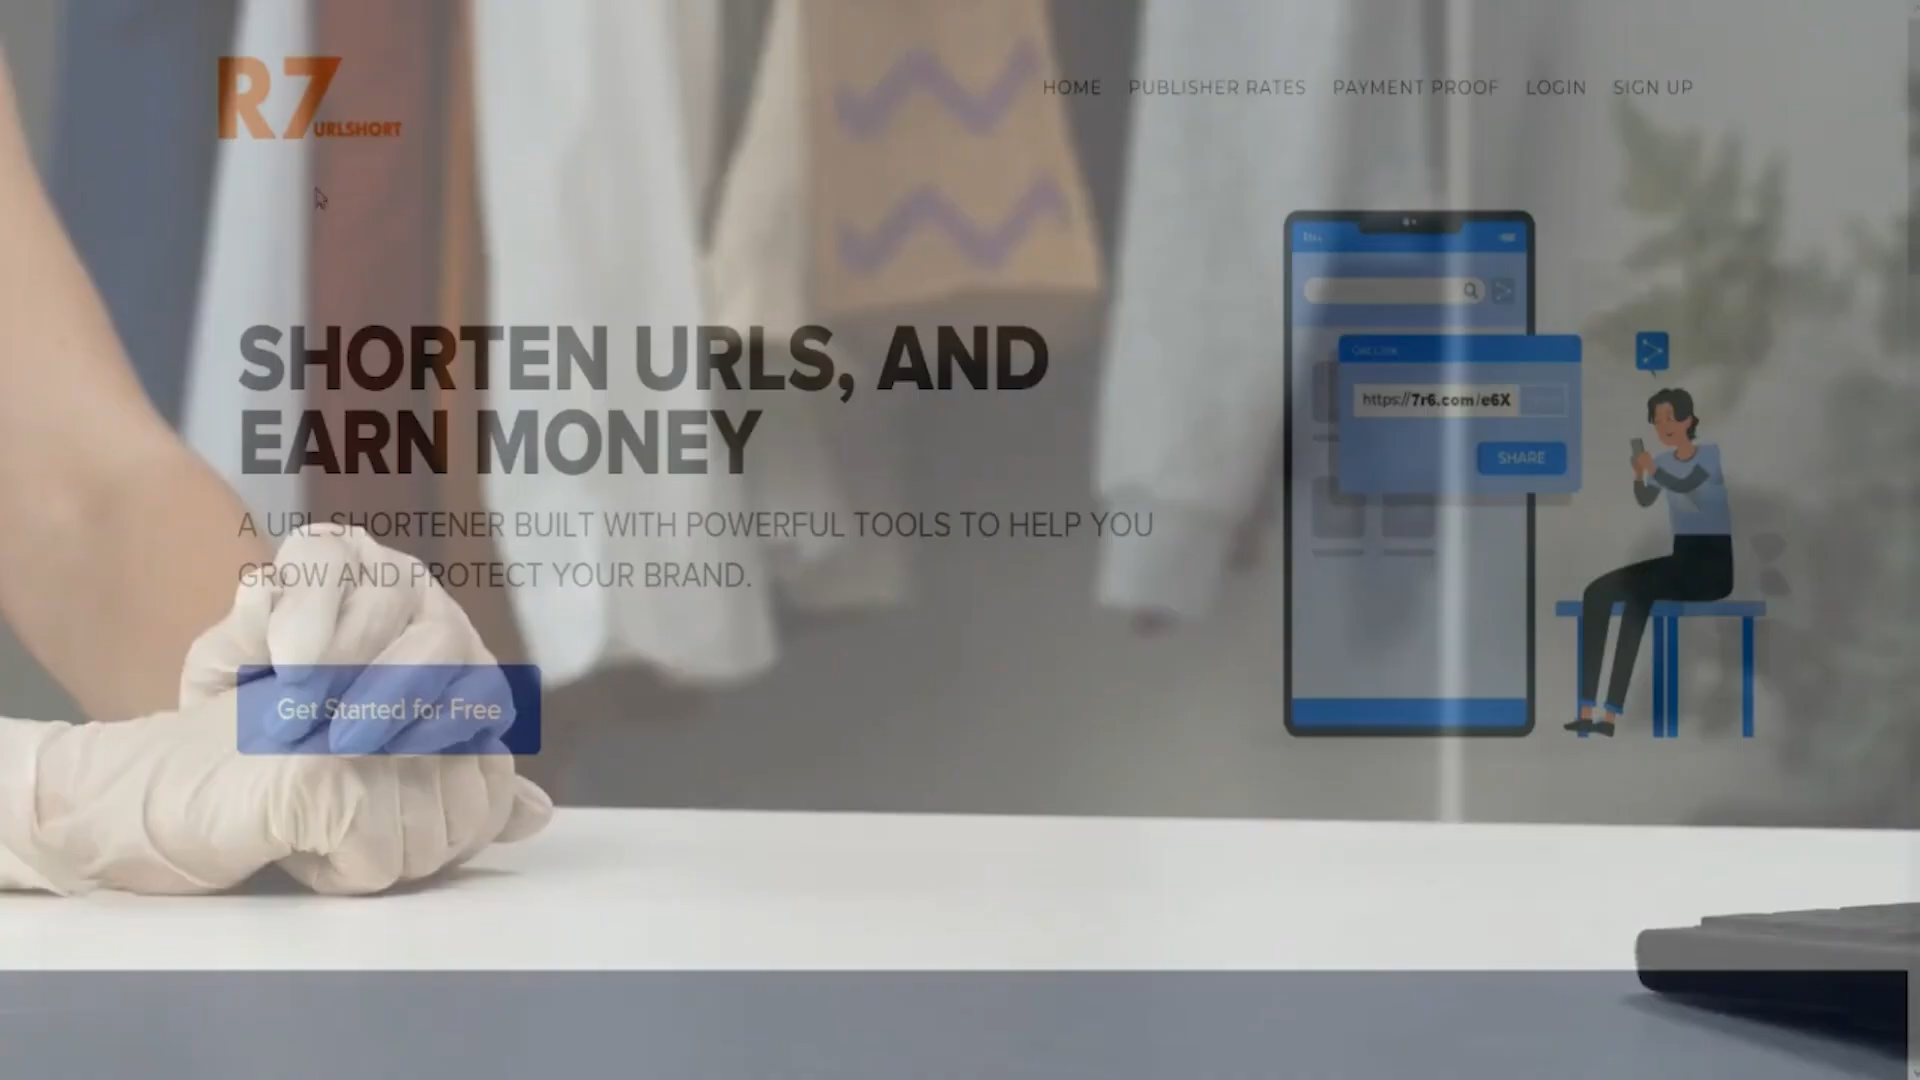 R7 URLSHORT
HOME PUBLISHER RATES PAYMENT PROOF LOGIN SIGN UP
SHORTEN URLS, AND
EARN MONEY
A URL SHORTENER BUILT WITH POWERFUL TOOLS TO HELP YOU
GROW AND PROTECT YOUR BRAND.
Get Started for Free
https://7r6.com/e6X
SHARE